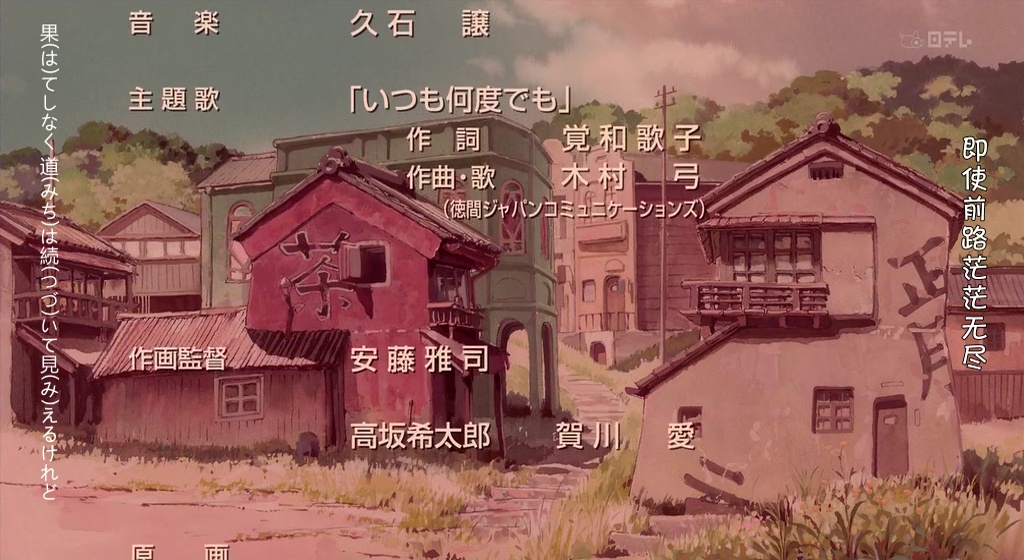 音 楽 久石 譲
日テレ
主題歌 「いつも何度でも」
作 詞 覚和歌子
作曲・歌 木村 弓
(徳間ジャパンコミュニケーションズ)
作画監督 安藤雅司
高坂希太郎 賀川 愛
原 画
果(は)てしなく道(みち)は続(つづ)いて見(み)えるけれど
即使前路茫茫无尽
茶
正月